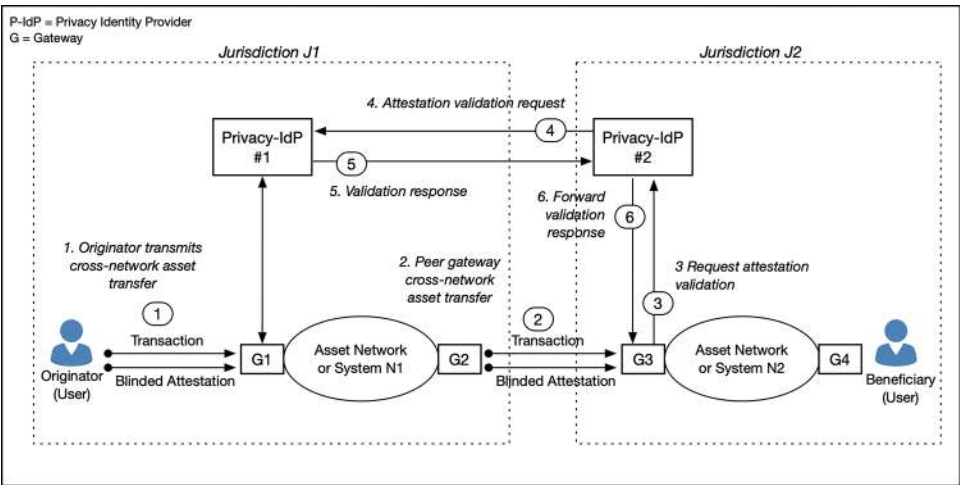 P-IdP = Privacy Identity Provider
G = Gateway
Jurisdiction J1
Jurisdiction J2
4. Attestation validation request
4
Privacy-IdP
#1
Privacy-IdP
#2
5
5. Validation response
6. Forward
validation
response
6
1. Originator transmits
cross-network asset
transfer
2. Peer gateway
cross-network
asset transfer
3 Request attestation
validation
3
1
2
Transaction
Transaction
G1
Asset Network
or System N1
G2
G3
Asset Network
or System N2
G4
Originator
(User)
Blinded Attestation
Blinded Attestation
Beneficiary
(User)